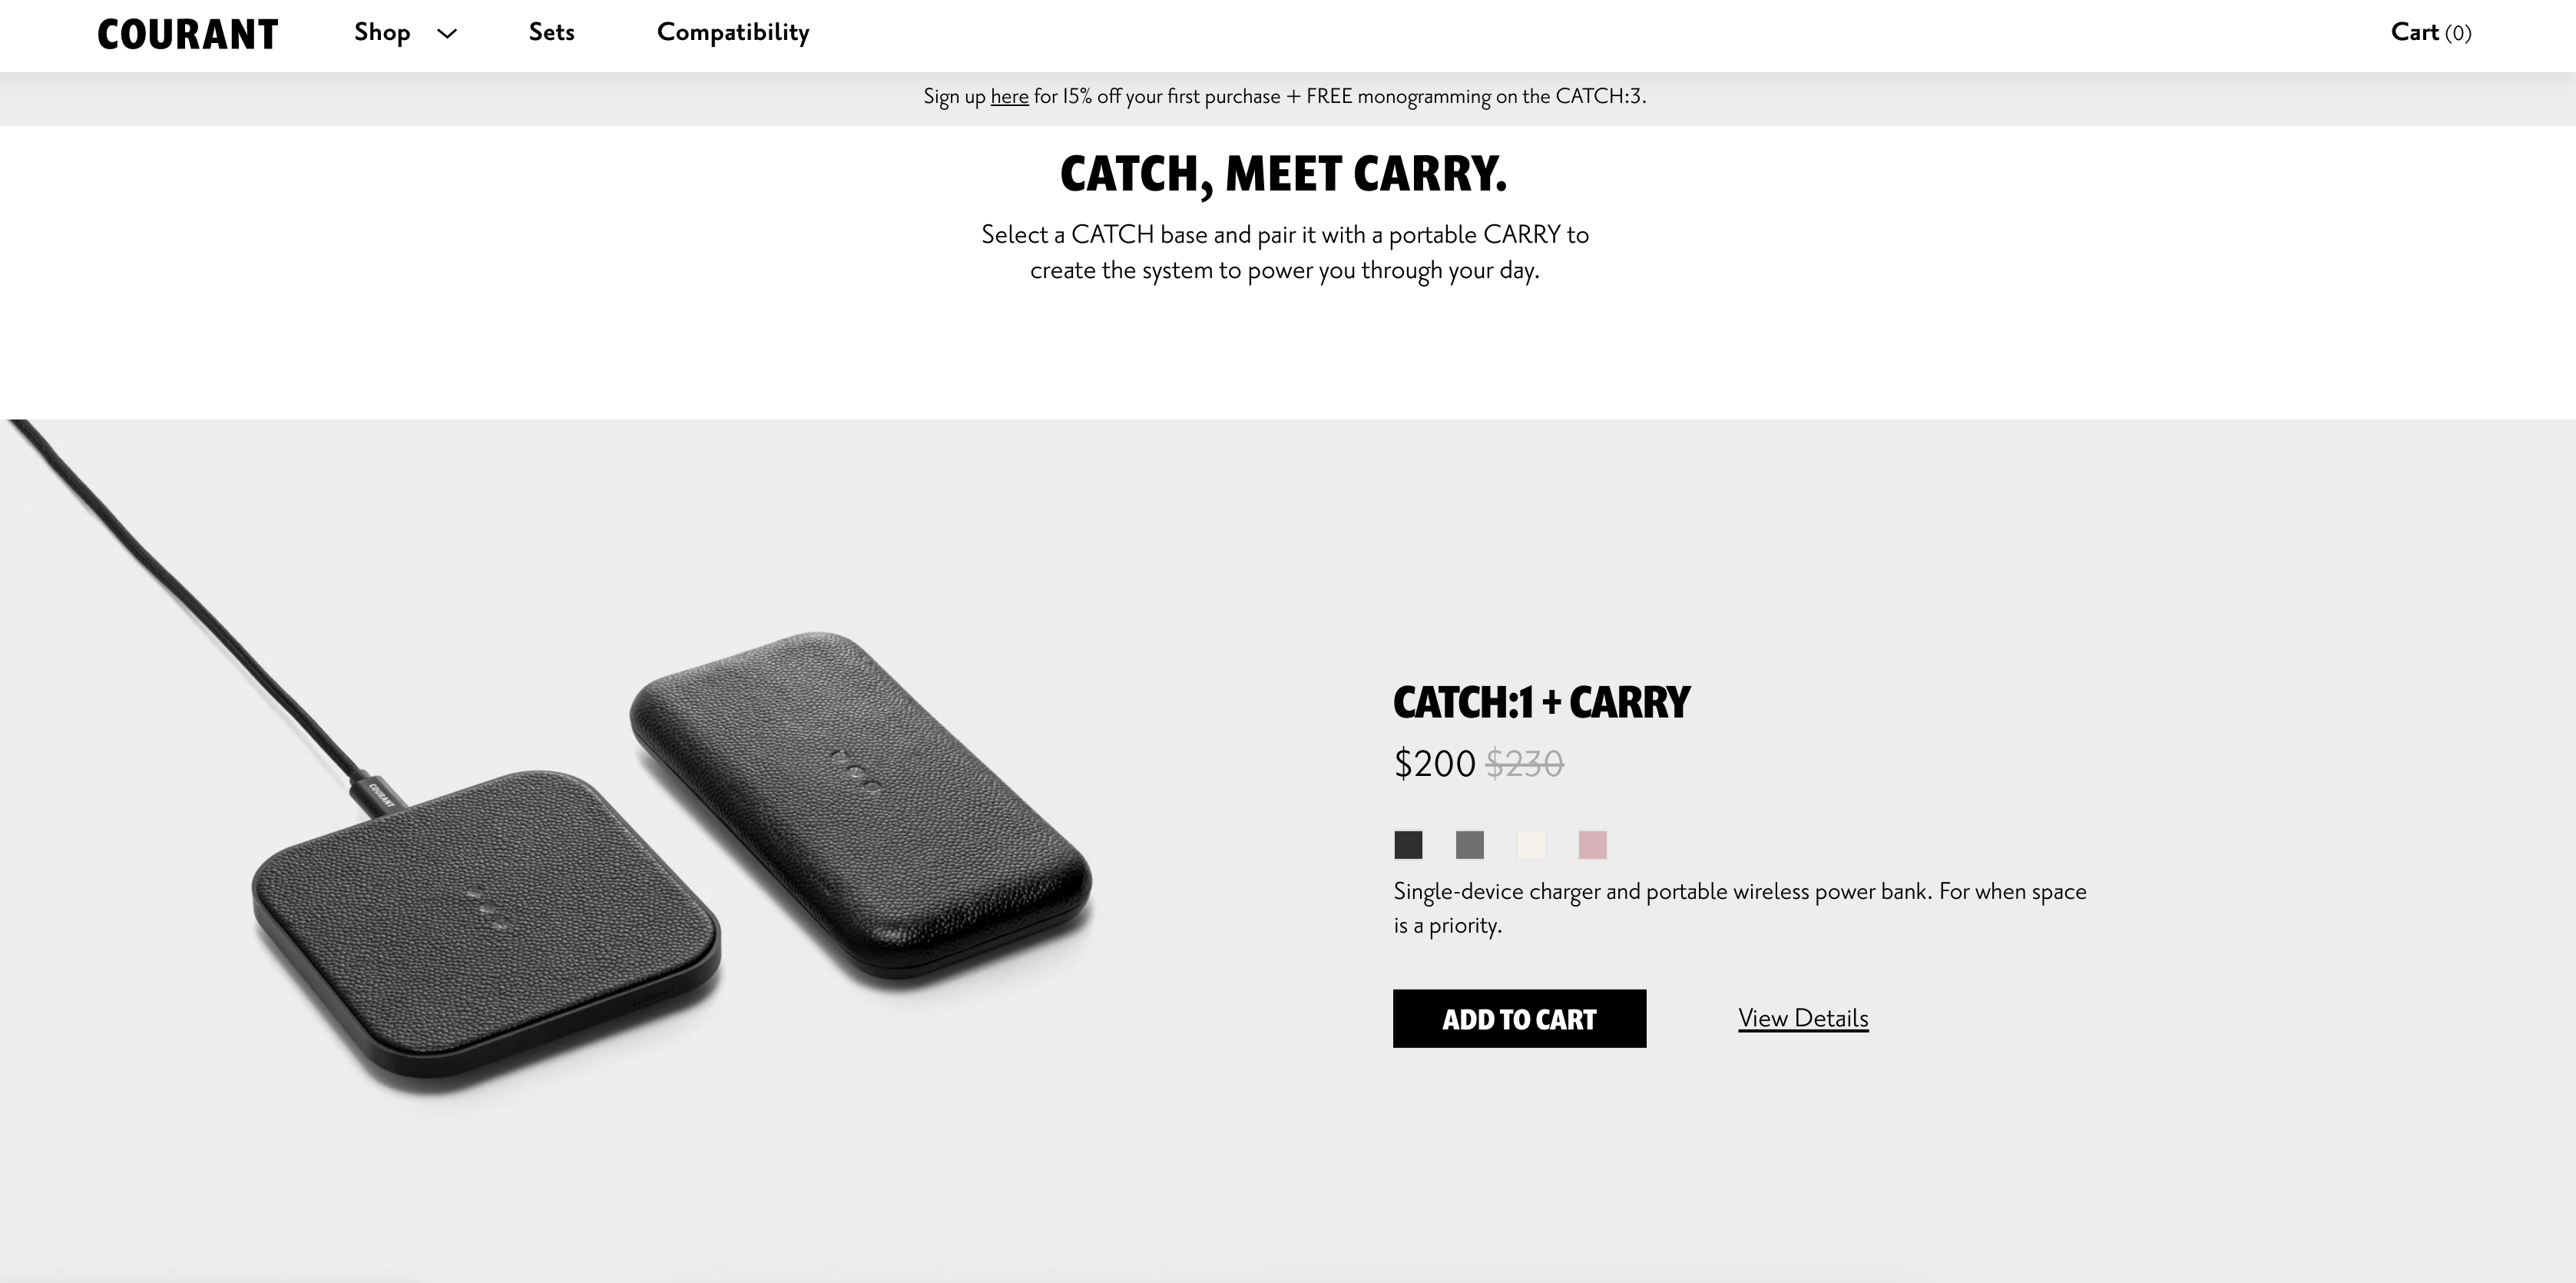 COURANT
Shop
Sets
Compatibility
Cart (0)
Sign up here for 15% off your first purchase + FREE monogramming on the CATCH:3.
CATCH, MEET CARRY.
Select a CATCH base and pair it with a portable CARRY to
create the system to power you through your day.
COURANT
CATCH:1 + CARRY
$200 $230
Single-device charger and portable wireless power bank. For when space
is a priority.
ADD TO CART
View Details